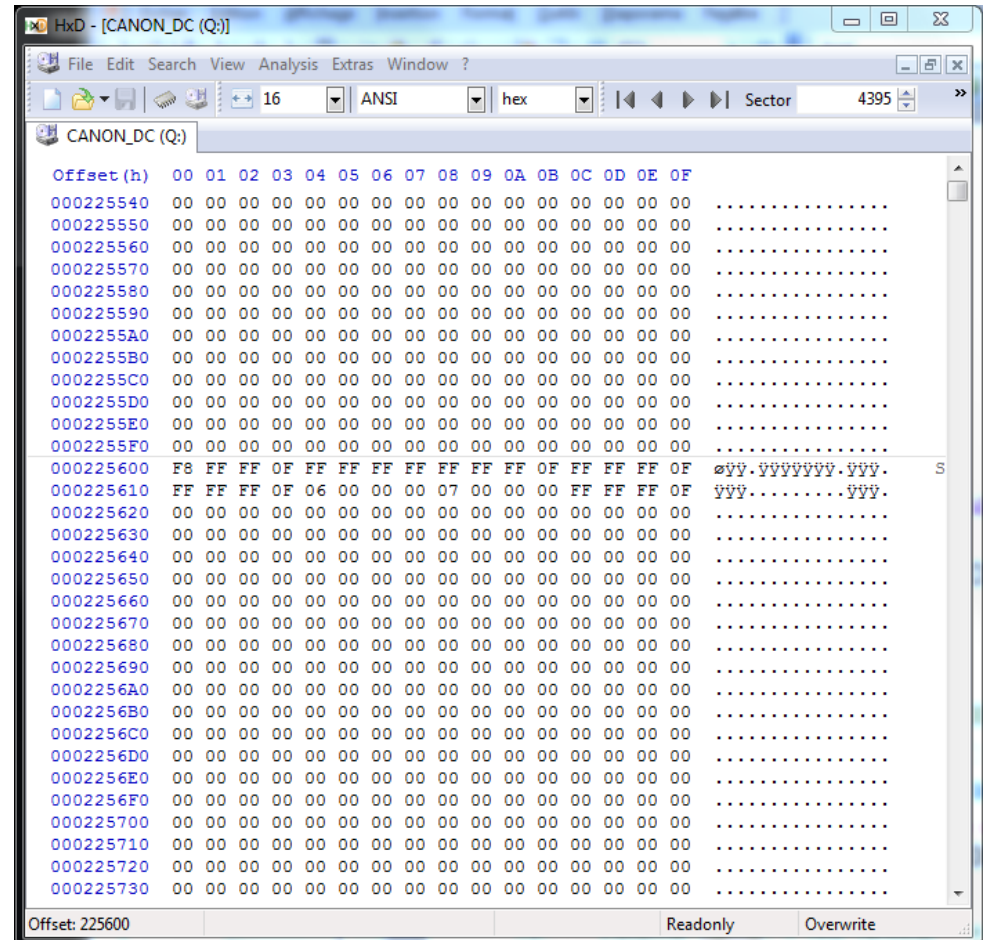 HxD - [CANON_DC (Q:)]
File Edit Search View Analysis Extras Window ?
16 ANSI hex Sector 4395 »
CANON_DC (Q:)
Offset(h) 00 01 02 03 04 05 06 07 08 09 0A 0B 0C 0D 0E 0F
000225540 00 00 00 00 00 00 00 00 00 00 00 00 00 00 00 00 ................
000225550 00 00 00 00 00 00 00 00 00 00 00 00 00 00 00 00 ................
000225560 00 00 00 00 00 00 00 00 00 00 00 00 00 00 00 00 ................
000225570 00 00 00 00 00 00 00 00 00 00 00 00 00 00 00 00 ................
000225580 00 00 00 00 00 00 00 00 00 00 00 00 00 00 00 00 ................
000225590 00 00 00 00 00 00 00 00 00 00 00 00 00 00 00 00 ................
0002255A0 00 00 00 00 00 00 00 00 00 00 00 00 00 00 00 00 ................
0002255B0 00 00 00 00 00 00 00 00 00 00 00 00 00 00 00 00 ................
0002255C0 00 00 00 00 00 00 00 00 00 00 00 00 00 00 00 00 ................
0002255D0 00 00 00 00 00 00 00 00 00 00 00 00 00 00 00 00 ................
0002255E0 00 00 00 00 00 00 00 00 00 00 00 00 00 00 00 00 ................
0002255F0 00 00 00 00 00 00 00 00 00 00 00 00 00 00 00 00 ................
000225600 F8 FF FF 0F FF FF FF FF FF FF FF 0F FF FF FF 0F øÿÿ.ÿÿÿÿÿÿÿ.ÿÿÿ. S
000225610 FF FF FF 0F 06 00 00 00 07 00 00 00 FF FF FF 0F ÿÿÿ.........ÿÿÿ.
000225620 00 00 00 00 00 00 00 00 00 00 00 00 00 00 00 00 ................
000225630 00 00 00 00 00 00 00 00 00 00 00 00 00 00 00 00 ................
000225640 00 00 00 00 00 00 00 00 00 00 00 00 00 00 00 00 ................
000225650 00 00 00 00 00 00 00 00 00 00 00 00 00 00 00 00 ................
000225660 00 00 00 00 00 00 00 00 00 00 00 00 00 00 00 00 ................
000225670 00 00 00 00 00 00 00 00 00 00 00 00 00 00 00 00 ................
000225680 00 00 00 00 00 00 00 00 00 00 00 00 00 00 00 00 ................
000225690 00 00 00 00 00 00 00 00 00 00 00 00 00 00 00 00 ................
0002256A0 00 00 00 00 00 00 00 00 00 00 00 00 00 00 00 00 ................
0002256B0 00 00 00 00 00 00 00 00 00 00 00 00 00 00 00 00 ................
0002256C0 00 00 00 00 00 00 00 00 00 00 00 00 00 00 00 00 ................
0002256D0 00 00 00 00 00 00 00 00 00 00 00 00 00 00 00 00 ................
0002256E0 00 00 00 00 00 00 00 00 00 00 00 00 00 00 00 00 ................
0002256F0 00 00 00 00 00 00 00 00 00 00 00 00 00 00 00 00 ................
000225700 00 00 00 00 00 00 00 00 00 00 00 00 00 00 00 00 ................
000225710 00 00 00 00 00 00 00 00 00 00 00 00 00 00 00 00 ................
000225720 00 00 00 00 00 00 00 00 00 00 00 00 00 00 00 00 ................
000225730 00 00 00 00 00 00 00 00 00 00 00 00 00 00 00 00 ................
Offset: 225600 Readonly Overwrite